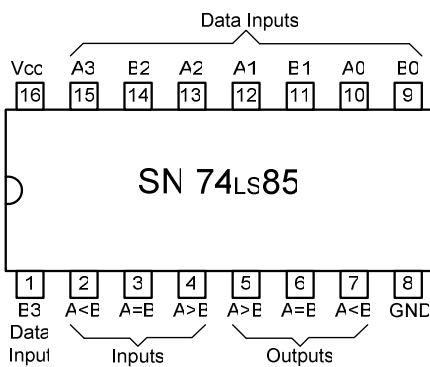 Data Inputs
Vcc A3 B2 A2 A1 B1 A0 B0
16 15 14 13 12 11 10 9
SN 74LS85
1 2 3 4 5 6 7 8
B3 A<B A=B A>B A>B A=B A<B GND
Data
Input Inputs Outputs